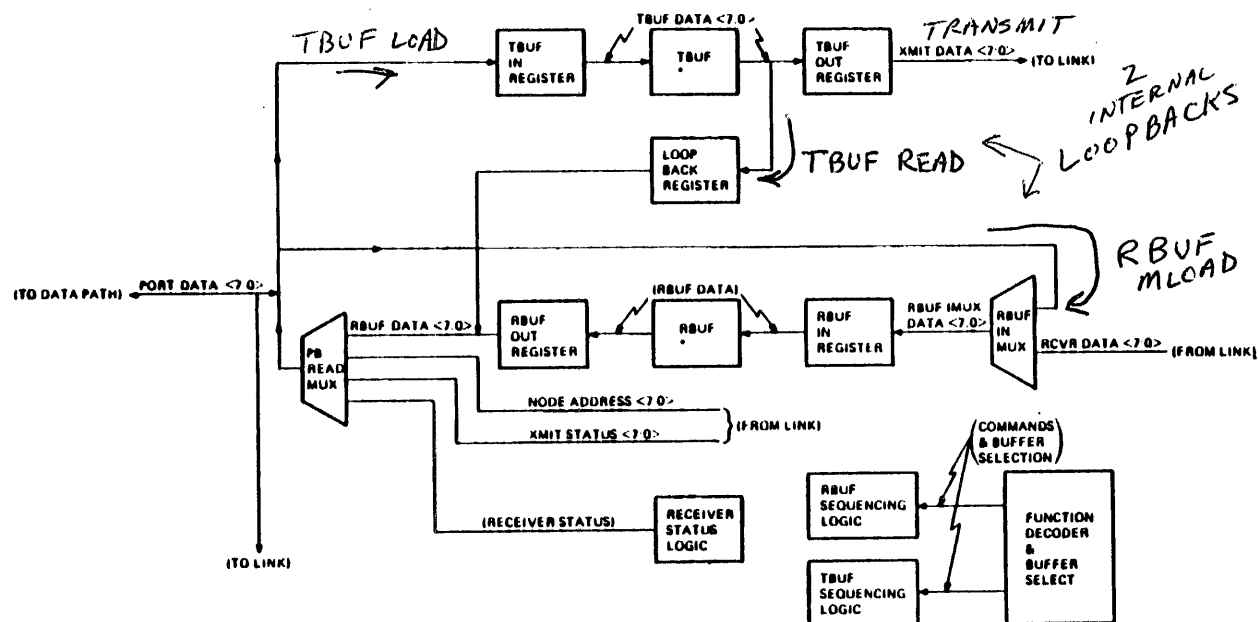 TBUF LOAD
TBUF
IN
REGISTER
TBUF DATA <7:0>
TBUF
TBUF
OUT
REGISTER
TRANSMIT
XMIT DATA <7:0>
(TO LINK)
2
INTERNAL
LOOPBACKS
LOOP
BACK
REGISTER
TBUF READ
RBUF
MLOAD
(TO DATA PATH)
PORT DATA <7:0>
PB
READ
MUX
RBUF DATA <7:0>
RBUF
OUT
REGISTER
(RBUF DATA)
RBUF
RBUF
IN
REGISTER
RBUF IMUX
DATA <7:0>
RBUF
IN
MUX
RCVR DATA <7:0>
(FROM LINK)
NODE ADDRESS <7:0>
XMIT STATUS <7:0>
(FROM LINK)
(COMMANDS
& BUFFER
SELECTION)
(RECEIVER STATUS)
RECEIVER
STATUS
LOGIC
RBUF
SEQUENCING
LOGIC
TBUF
SEQUENCING
LOGIC
FUNCTION
DECODER
&
BUFFER
SELECT
(TO LINK)